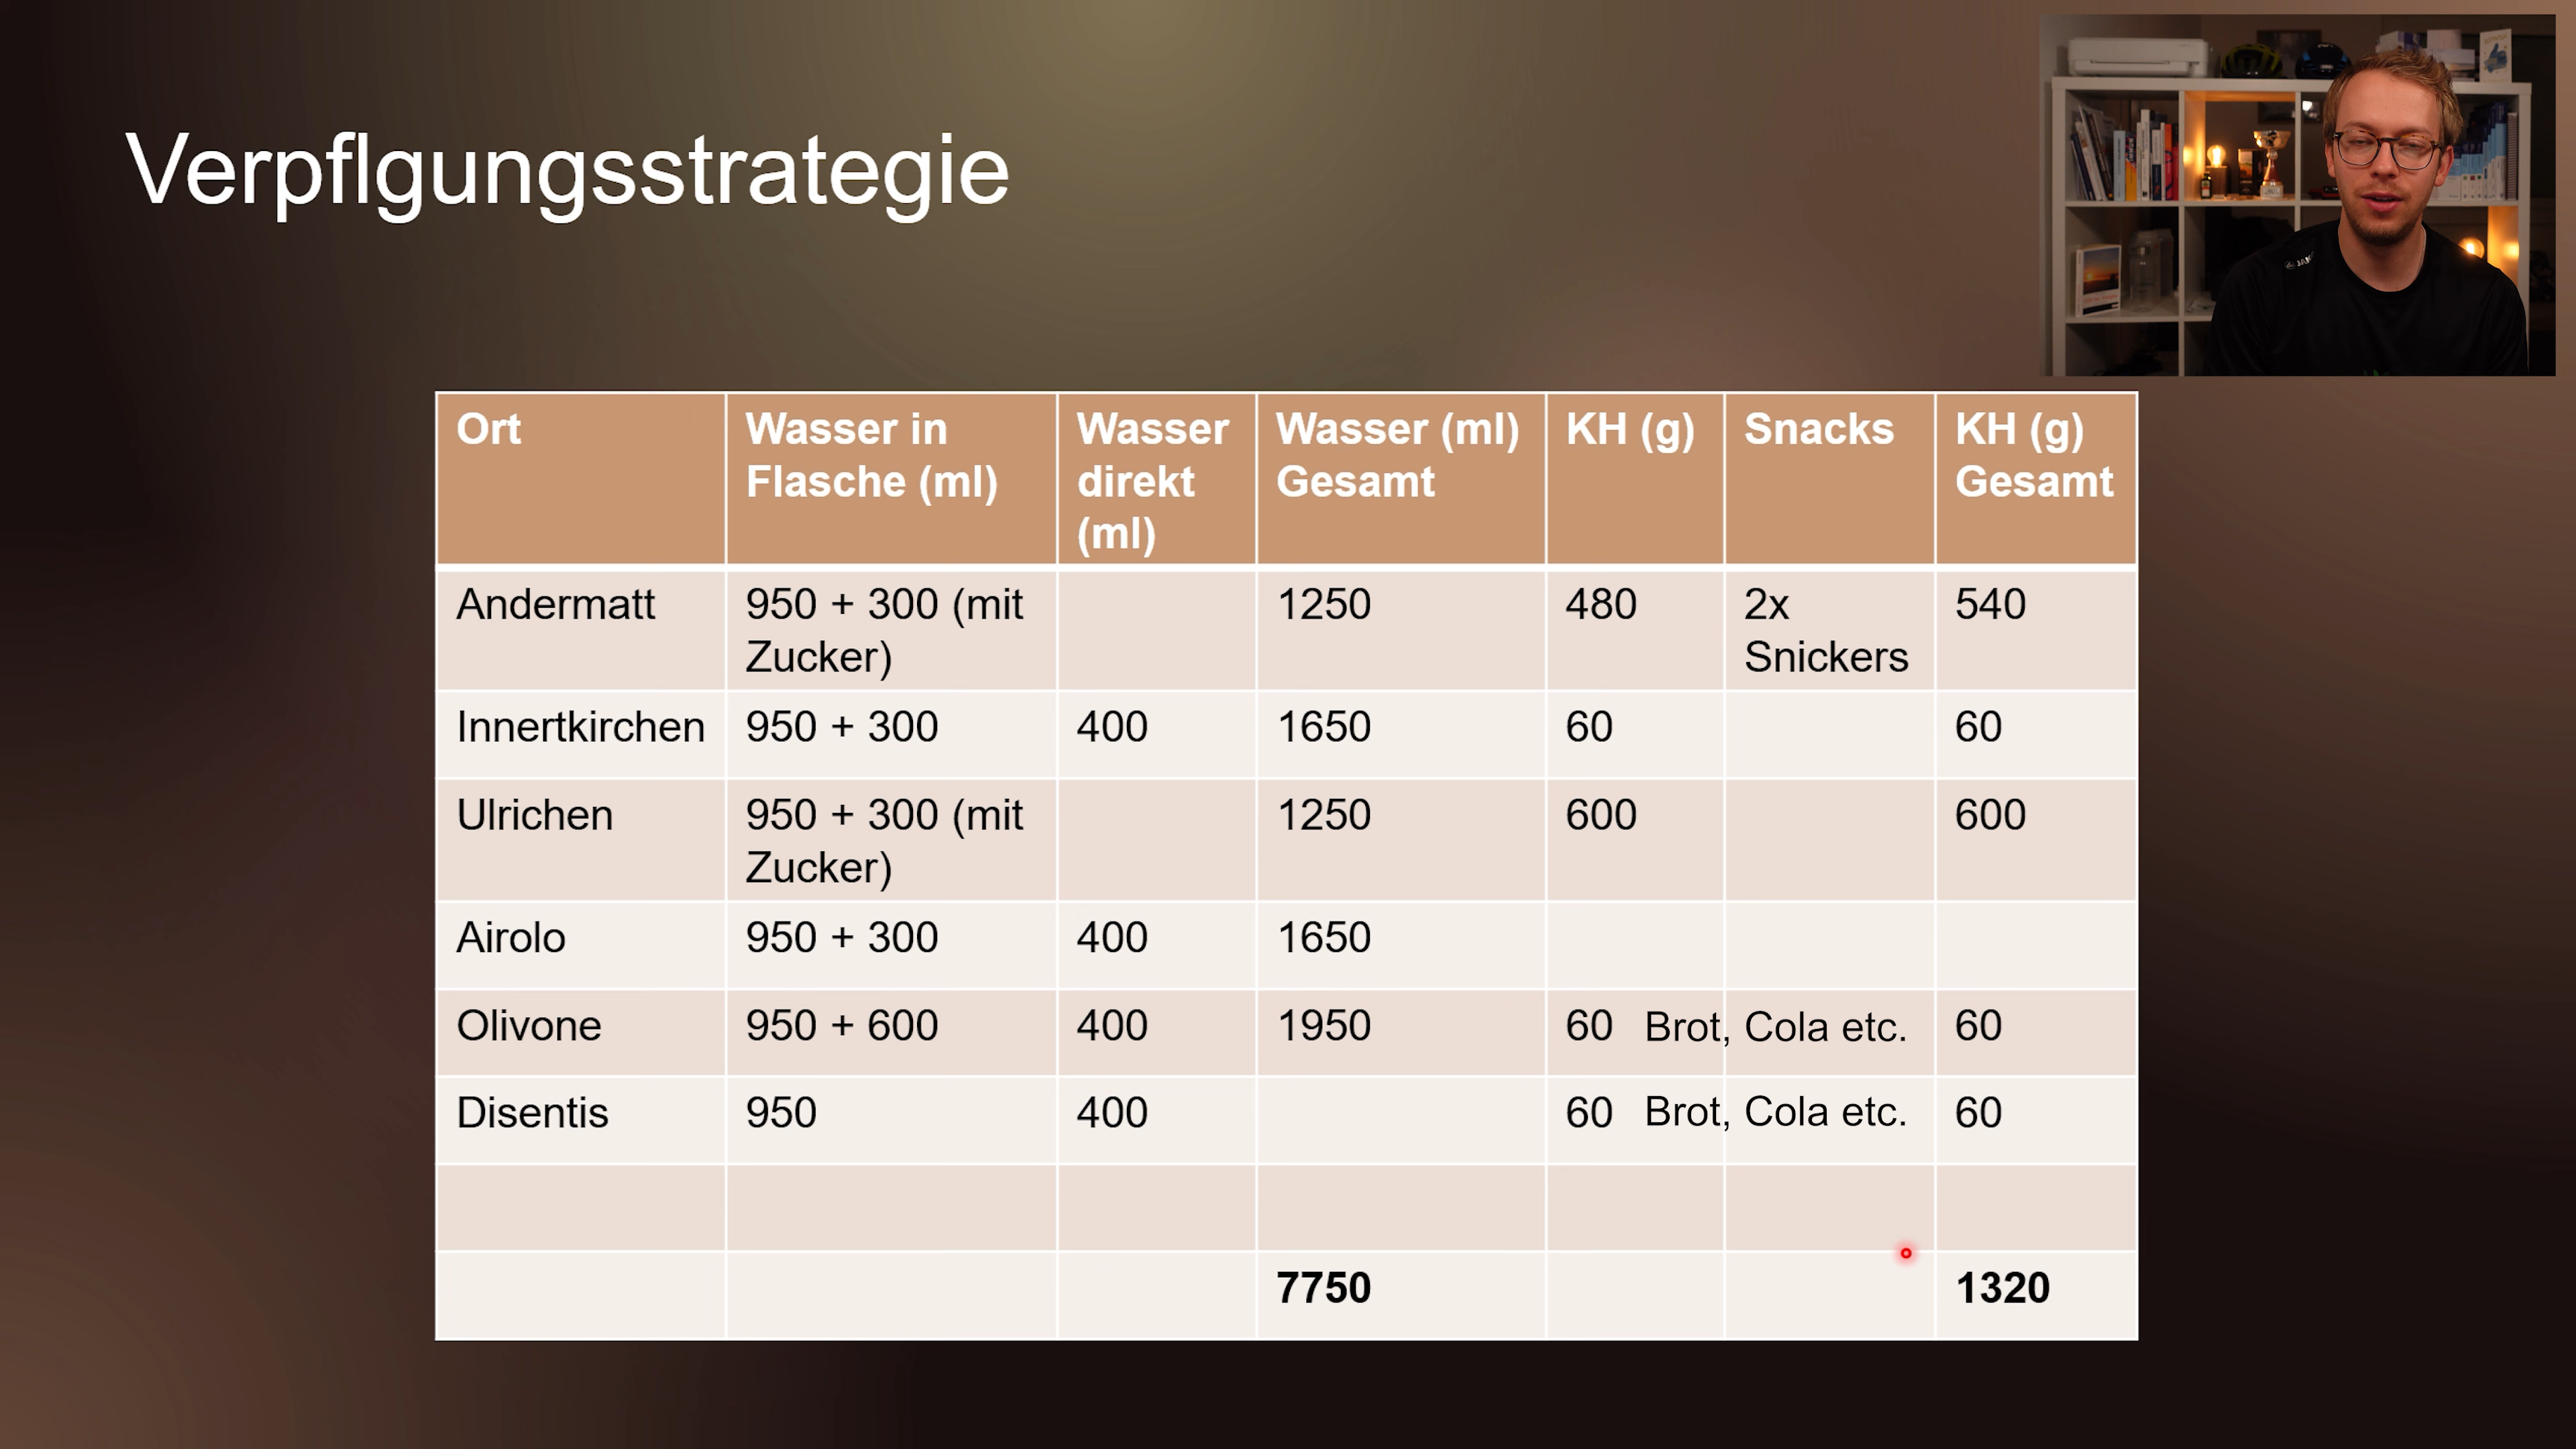 Verpflgungsstrategie
Ort
Wasser in
Flasche (ml)
Wasser
direkt
(ml)
Wasser (ml)
Gesamt
KH (g)
Snacks
KH (g)
Gesamt
Andermatt
950 + 300 (mit
Zucker)
1250
480
2x
Snickers
540
Innertkirchen
950 + 300
400
1650
60
60
Ulrichen
950 + 300 (mit
Zucker)
1250
600
600
Airolo
950 + 300
400
1650
Olivone
950 + 600
400
1950
60
Brot, Cola etc.
60
Disentis
950
400
60
Brot, Cola etc.
60
7750
1320